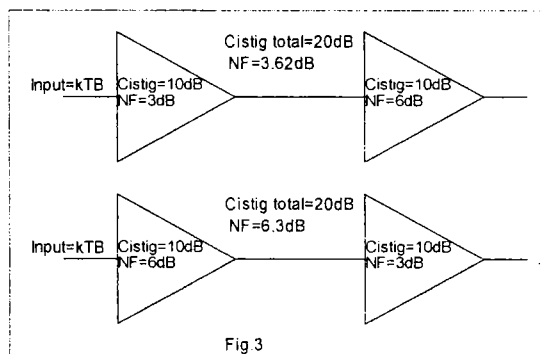 Cistig total=20dB
NF=3.62dB
Input=kTB
Cistig=10dB
NF=3dB
Cistig=10dB
NF=6dB
Cistig total=20dB
NF=6.3dB
Input=kTB
Cistig=10dB
NF=6dB
Cistig=10dB
NF=3dB
Fig.3